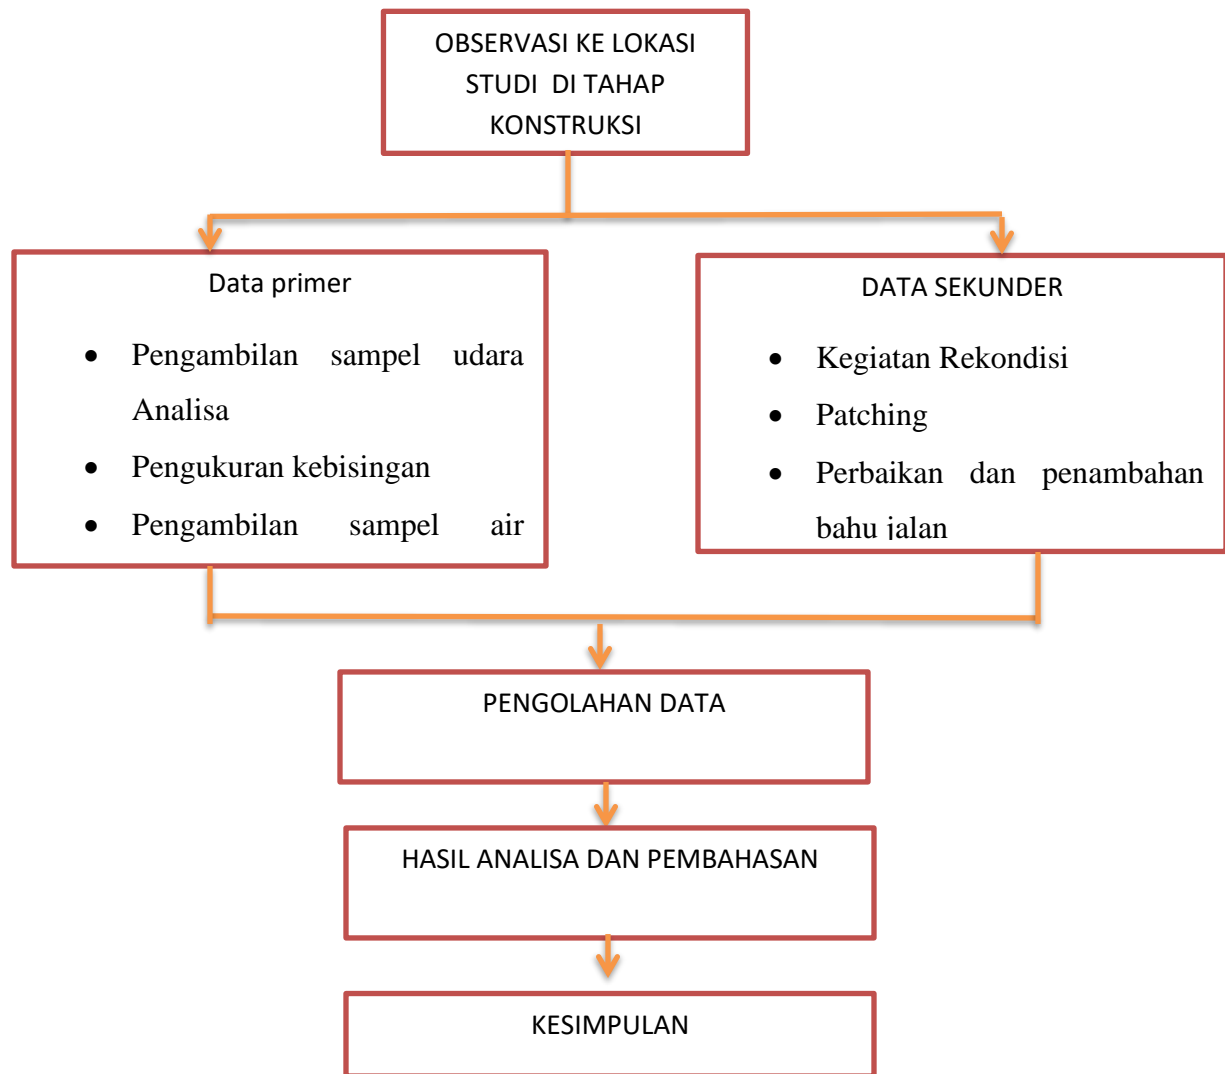 OBSERVASI KE LOKASI
STUDI DI TAHAP
KONSTRUKSI
Data primer
• Pengambilan sampel udara
Analisa
• Pengukuran kebisingan
• Pengambilan sampel air
DATA SEKUNDER
• Kegiatan Rekondisi
• Patching
• Perbaikan dan penambahan
bahu jalan
PENGOLAHAN DATA
HASIL ANALISA DAN PEMBAHASAN
KESIMPULAN